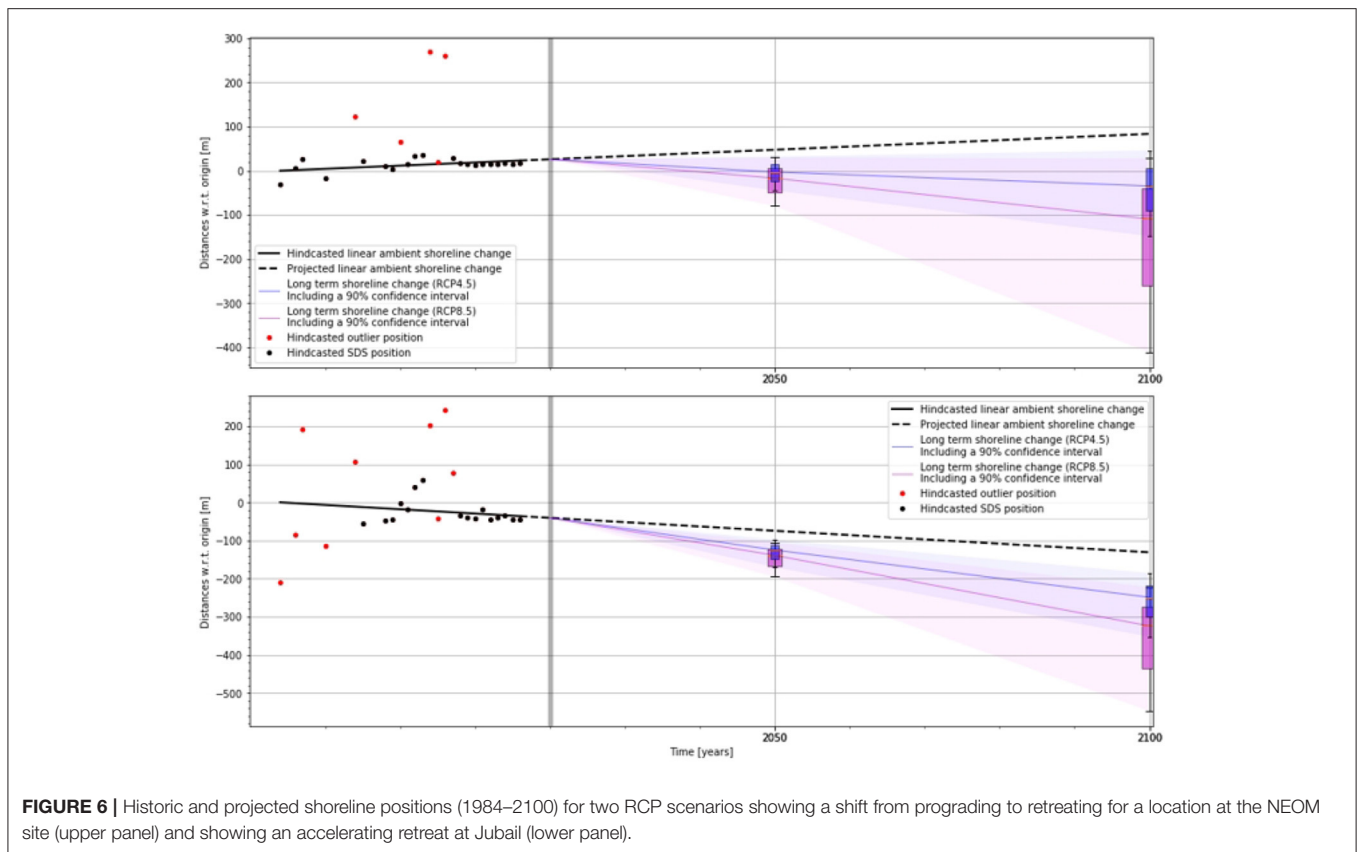 300
200
100
0
−100
−200
−300
−400
Distances w.r.t. origin [m]
Hindcasted linear ambient shoreline change
Projected linear ambient shoreline change
Long term shoreline change (RCP4.5)
Including a 90% confidence interval
Long term shoreline change (RCP8.5)
Including a 90% confidence interval
Hindcasted outlier position
Hindcasted SDS position
2050
2100
200
100
0
−100
−200
−300
−400
−500
Distances w.r.t. origin [m]
Hindcasted linear ambient shoreline change
Projected linear ambient shoreline change
Long term shoreline change (RCP4.5)
Including a 90% confidence interval
Long term shoreline change (RCP8.5)
Including a 90% confidence interval
Hindcasted outlier position
Hindcasted SDS position
2050
2100
Time [years]
FIGURE 6 | Historic and projected shoreline positions (1984–2100) for two RCP scenarios showing a shift from prograding to retreating for a location at the NEOM
site (upper panel) and showing an accelerating retreat at Jubail (lower panel).